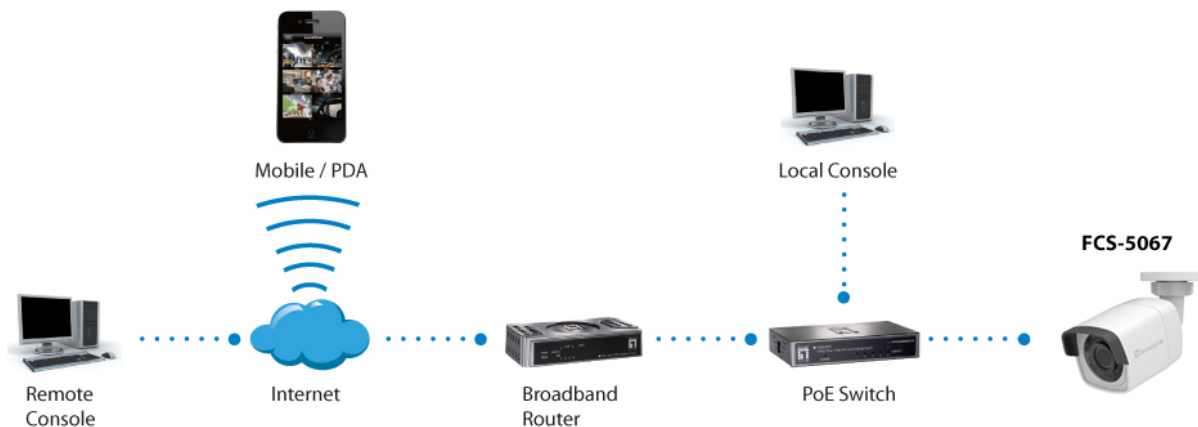 Mobile / PDA
Local Console
FCS-5067
Remote
Console
Internet
Broadband
Router
PoE Switch